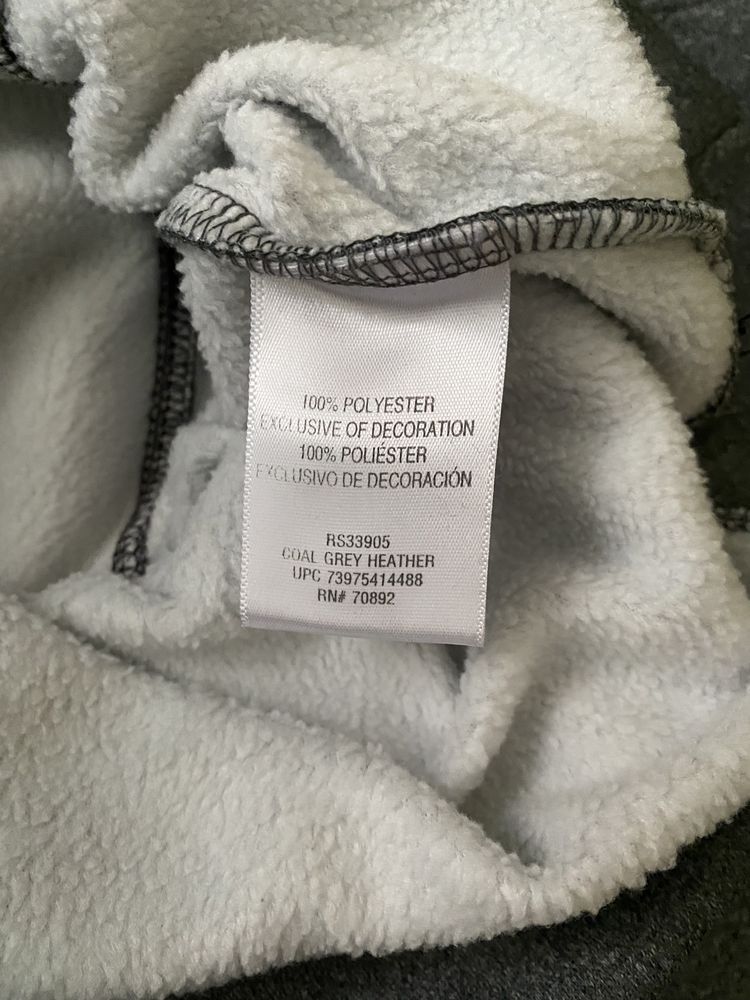 100% POLYESTER
EXCLUSIVE OF DECORATION
100% POLIÉSTER
EXCLUSIVO DE DECORACIÓN
RS33905
COAL GREY HEATHER
UPC 73975414488
RN# 70892